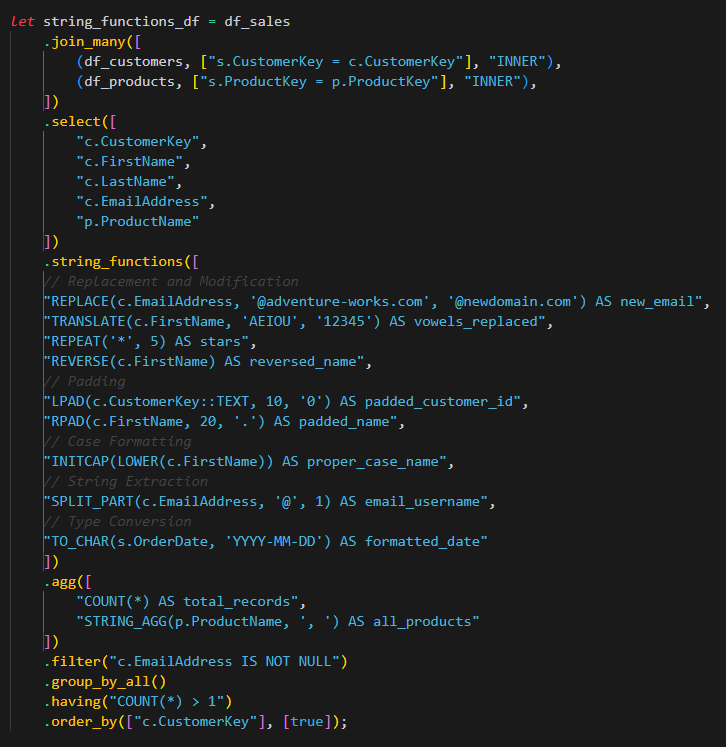 let string_functions_df = df_sales
    .join_many([
        (df_customers, ["s.CustomerKey = c.CustomerKey"], "INNER"),
        (df_products, ["s.ProductKey = p.ProductKey"], "INNER"),
    ])
    .select([
        "c.CustomerKey",
        "c.FirstName",
        "c.LastName",
        "c.EmailAddress",
        "p.ProductName"
    ])
    .string_functions([
    // Replacement and Modification
    "REPLACE(c.EmailAddress, '@adventure-works.com', '@newdomain.com') AS new_email",
    "TRANSLATE(c.FirstName, 'AEIOU', '12345') AS vowels_replaced",
    "REPEAT('*', 5) AS stars",
    "REVERSE(c.FirstName) AS reversed_name",
    // Padding
    "LPAD(c.CustomerKey::TEXT, 10, '0') AS padded_customer_id",
    "RPAD(c.FirstName, 20, '.') AS padded_name",
    // Case Formatting
    "INITCAP(LOWER(c.FirstName)) AS proper_case_name",
    // String Extraction
    "SPLIT_PART(c.EmailAddress, '@', 1) AS email_username",
    // Type Conversion
    "TO_CHAR(s.OrderDate, 'YYYY-MM-DD') AS formatted_date"
    ])
    .agg([
        "COUNT(*) AS total_records",
        "STRING_AGG(p.ProductName, ', ') AS all_products"
    ])
    .filter("c.EmailAddress IS NOT NULL")
    .group_by_all()
    .having("COUNT(*) > 1")
    .order_by(["c.CustomerKey"], [true]);